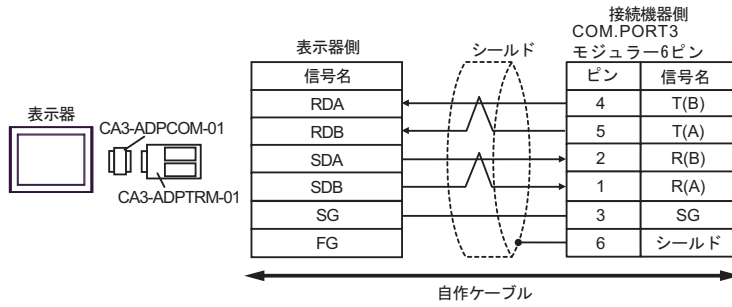 接続機器側
COM.PORT3
モジュラー6ピン
表示器側
シールド
信号名
ピン 信号名
RDA 4 T(B)
RDB 5 T(A)
SDA 2 R(B)
SDB 1 R(A)
SG 3 SG
FG 6 シールド
表示器
CA3-ADPCOM-01
CA3-ADPTRM-01
自作ケーブル